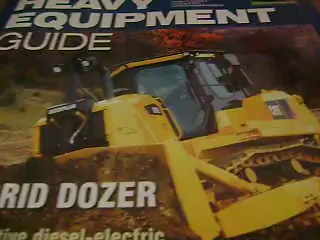 HEAVY
EQUIPMENT
GUIDE
RID DOZER
tive diesel-electric